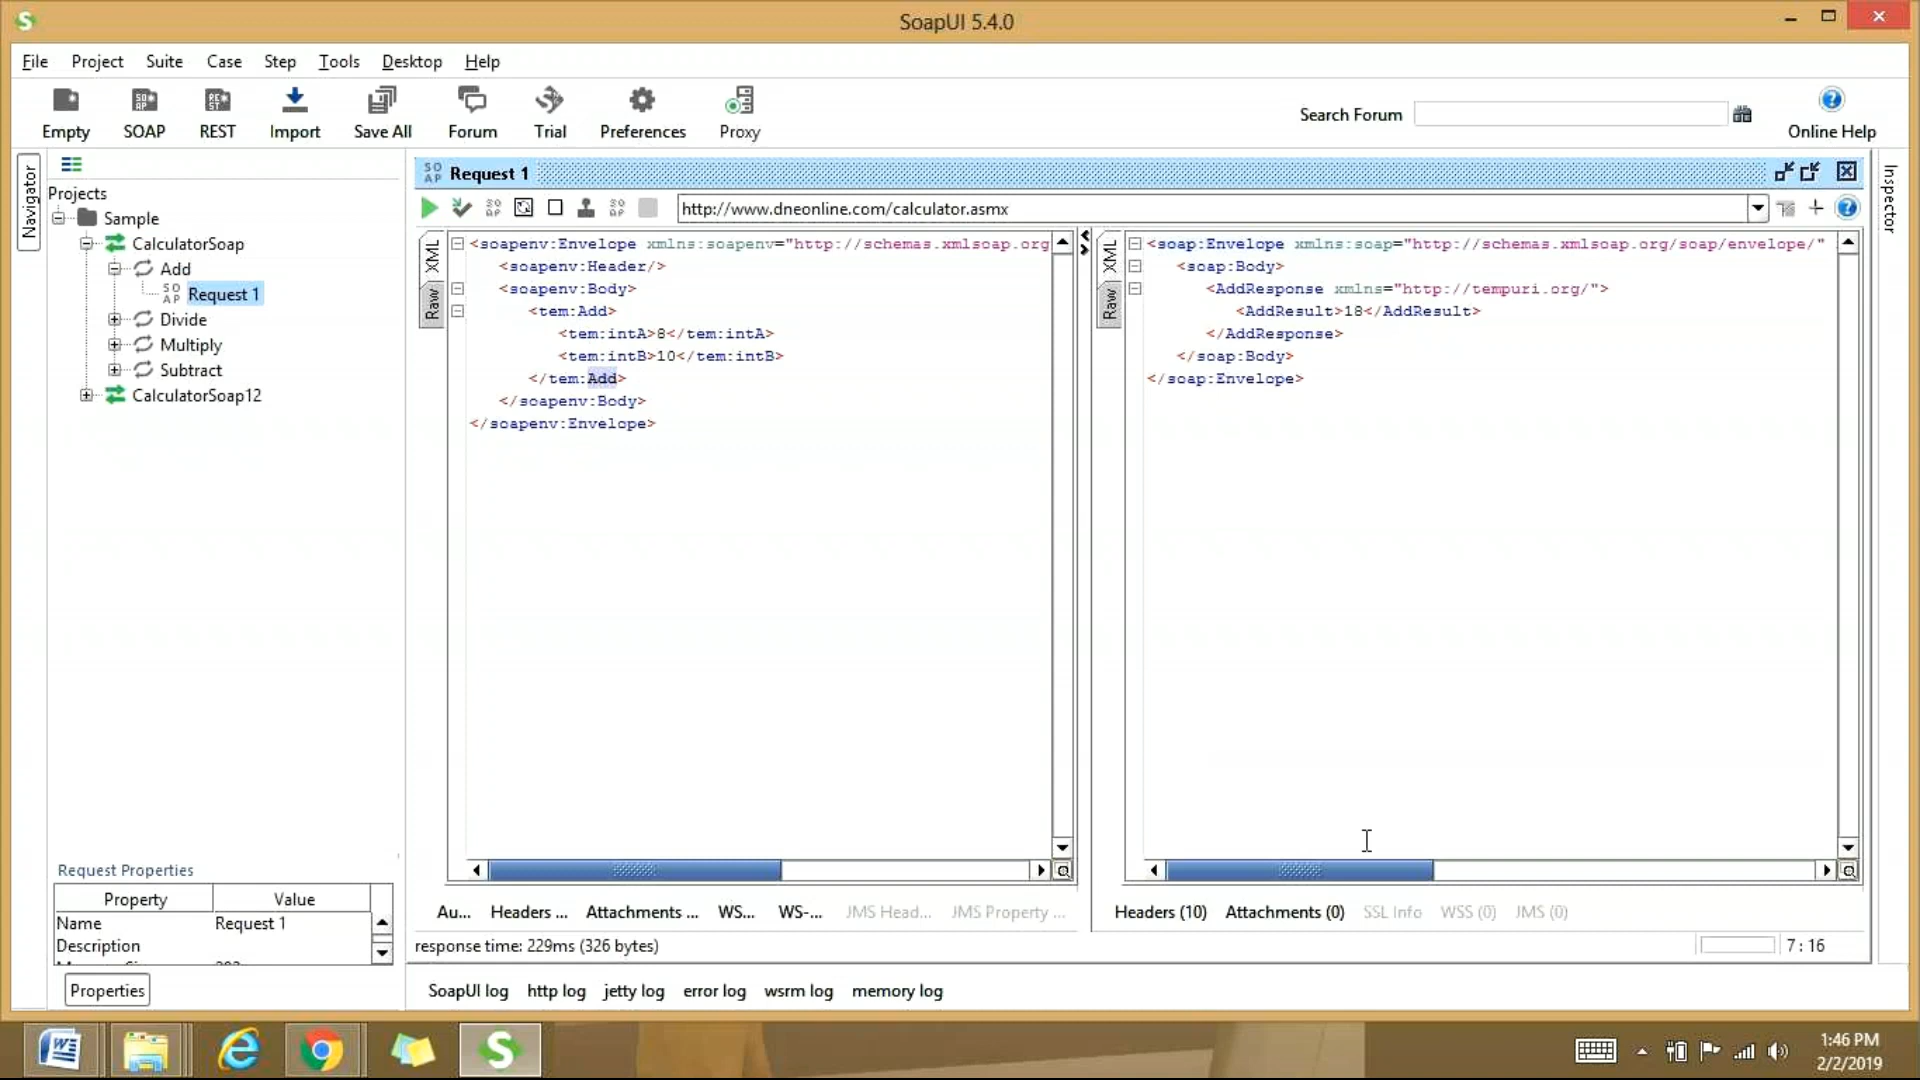 SoapUI 5.4.0
File Project Suite Case Step Tools Desktop Help
Empty SOAP REST Import Save All Forum Trial Preferences Proxy Search Forum Online Help
Navigator
Projects
Sample
CalculatorSoap
Add
SO AP Request 1
Divide
Multiply
Subtract
CalculatorSoap12
Request Properties
Property Value
Name Request 1
Description
Properties
SO AP Request 1
http://www.dneonline.com/calculator.asmx
XML
Raw
<soapenv:Envelope xmlns:soapenv="http://schemas.xmlsoap.org
<soapenv:Header/>
<soapenv:Body>
<tem:Add>
<tem:intA>8</tem:intA>
<tem:intB>10</tem:intB>
</tem:Add>
</soapenv:Body>
</soapenv:Envelope>
XML
Raw
<soap:Envelope xmlns:soap="http://schemas.xmlsoap.org/soap/envelope/"
<soap:Body>
<AddResponse xmlns="http://tempuri.org/">
<AddResult>18</AddResult>
</AddResponse>
</soap:Body>
</soap:Envelope>
Inspector
Au... Headers ... Attachments ... WS... WS-... JMS Head... JMS Property ...
Headers (10) Attachments (0) SSL Info WSS (0) JMS (0)
response time: 229ms (326 bytes)
7 : 16
SoapUI log http log jetty log error log wsrm log memory log
1:46 PM
2/2/2019